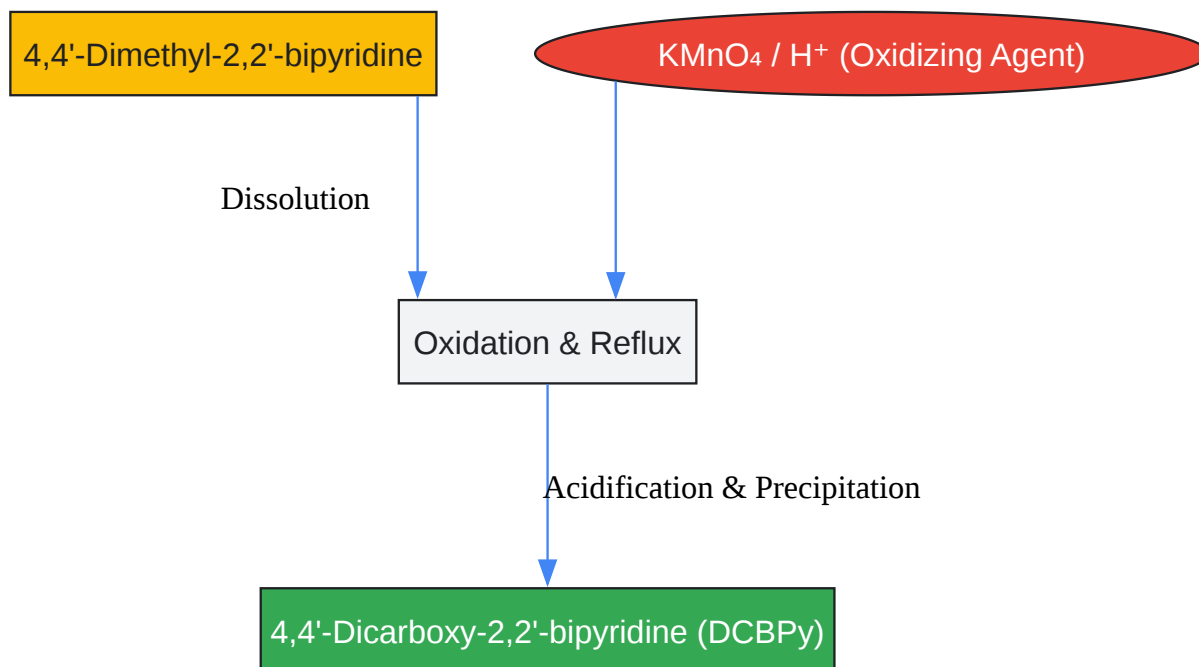 4,4'-Dimethyl-2,2'-bipyridine
KMnO₄ / H⁺ (Oxidizing Agent)
Dissolution
Oxidation & Reflux
Acidification & Precipitation
4,4'-Dicarboxy-2,2'-bipyridine (DCBPy)